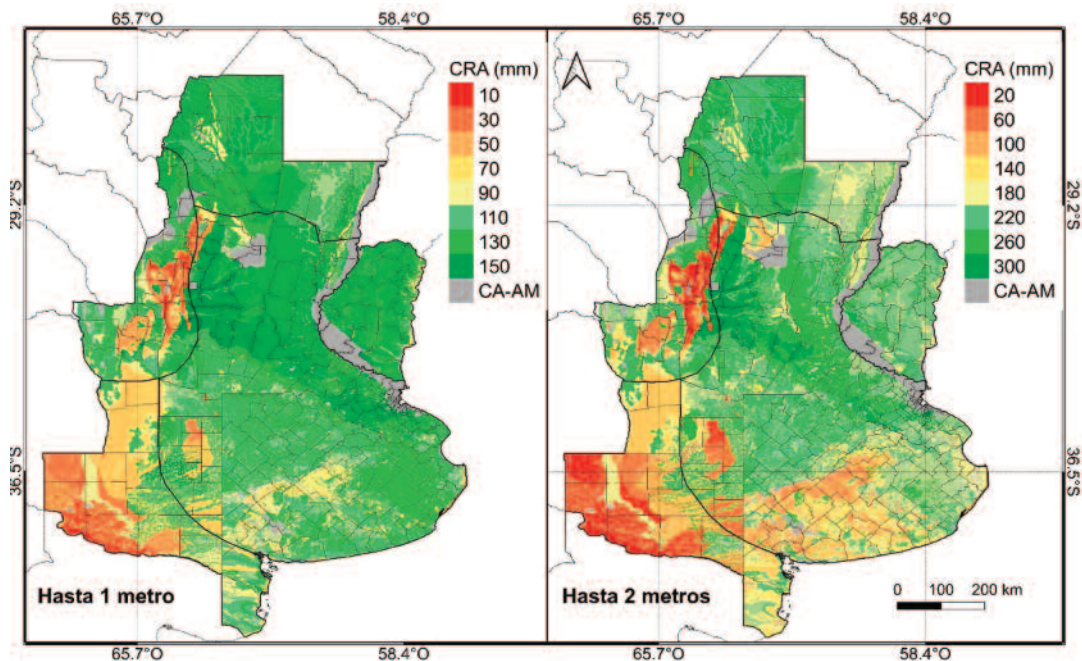 65.7°O
58.4°O
65.7°O
58.4°O
29.2°S
36.5°S
CRA (mm)
10
30
50
70
90
110
130
150
CA-AM
Hasta 1 metro
CRA (mm)
20
60
100
140
180
220
260
300
CA-AM
29.2°S
36.5°S
Hasta 2 metros
0 100 200 km
65.7°O
58.4°O
65.7°O
58.4°O